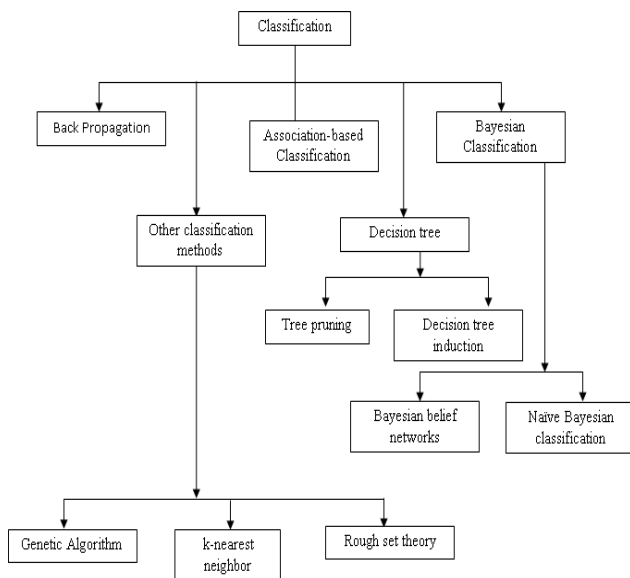 Classification
Back Propagation
Association-based
Classification
Bayesian
Classification
Other classification
methods
Decision tree
Tree pruning
Decision tree
induction
Bayesian belief
networks
Naïve Bayesian
classification
Genetic Algorithm
k-nearest
neighbor
Rough set theory